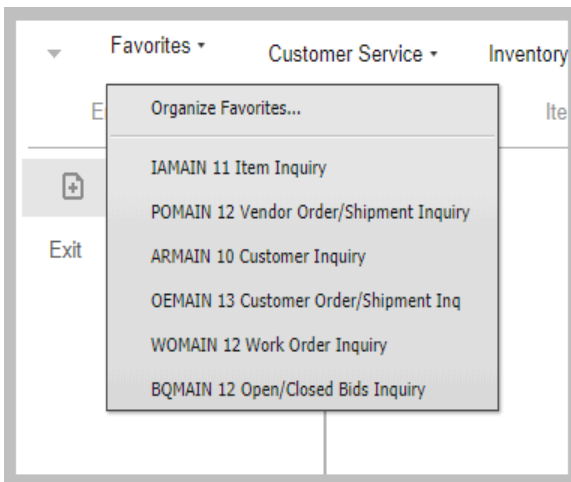 Favorites Customer Service Inventory
Organize Favorites...
IAMAIN 11 Item Inquiry
POMAIN 12 Vendor Order/Shipment Inquiry
ARMAIN 10 Customer Inquiry
Exit
OEMAIN 13 Customer Order/Shipment Inq
WOMAIN 12 Work Order Inquiry
BQMAIN 12 Open/Closed Bids Inquiry